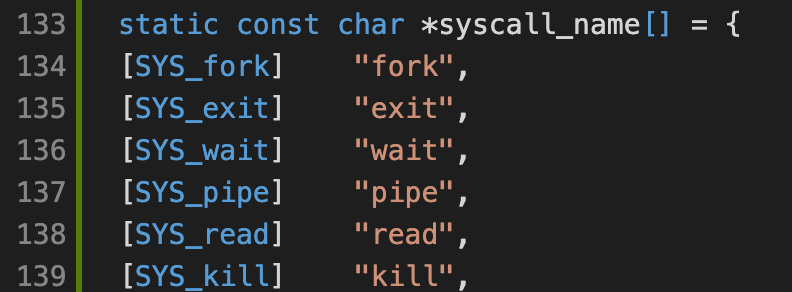 133 static const char *syscall_name[] = {
134 [SYS_fork] "fork",
135 [SYS_exit] "exit",
136 [SYS_wait] "wait",
137 [SYS_pipe] "pipe",
138 [SYS_read] "read",
139 [SYS_kill] "kill",